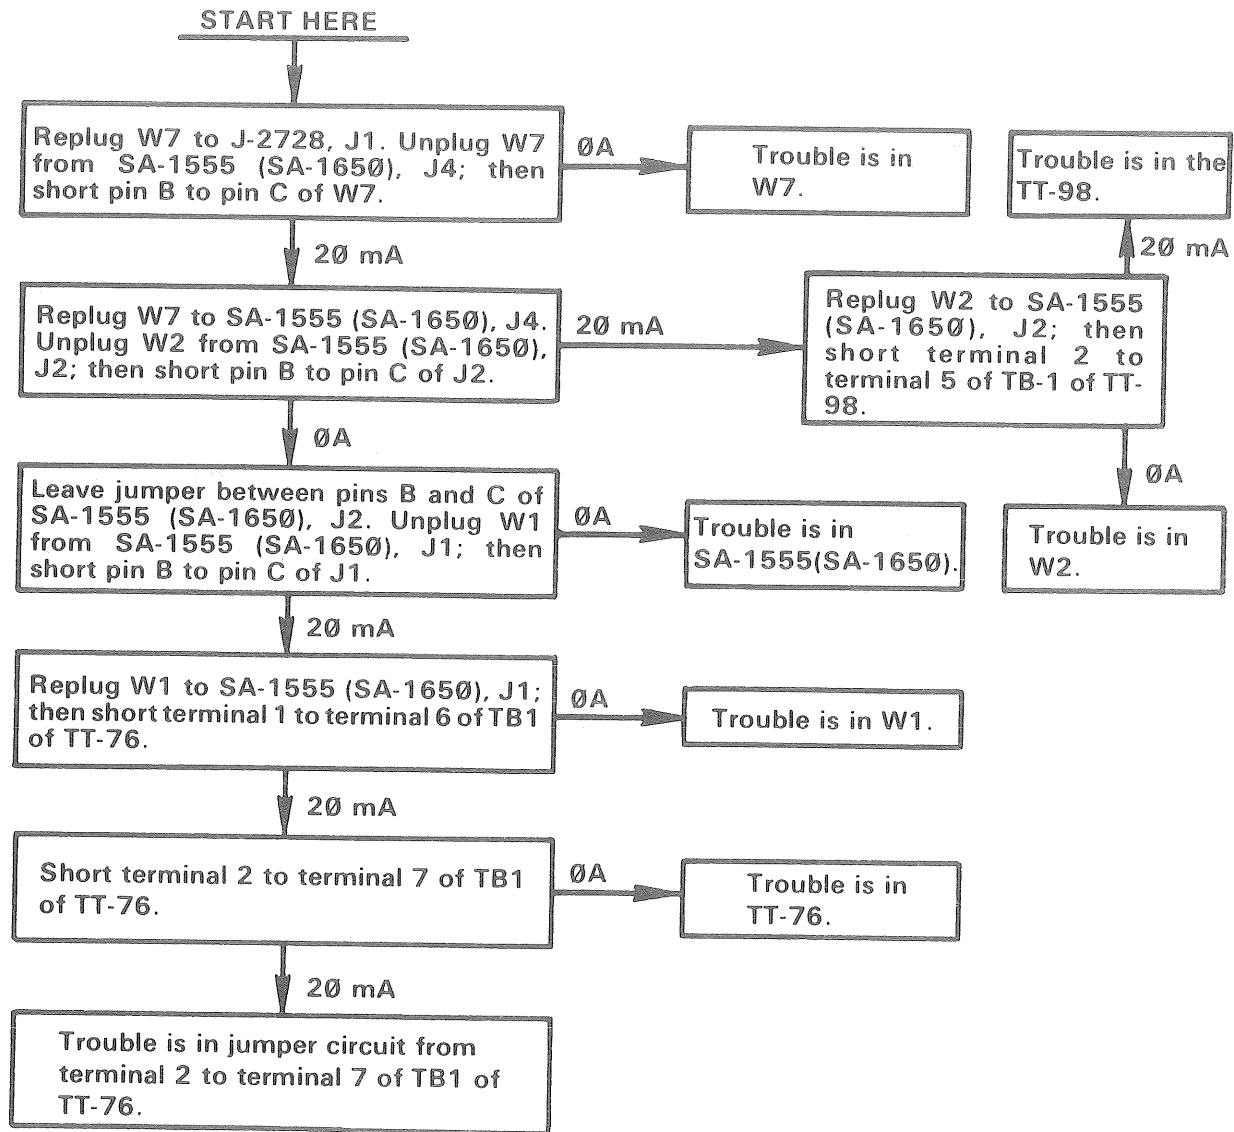 START HERE
Replug W7 to J-2728, J1. Unplug W7
from SA-1555 (SA-165Ø), J4; then
short pin B to pin C of W7.
ØA
Trouble is in
W7.
Trouble is in the
TT-98.
2Ø mA
2Ø mA
Replug W7 to SA-1555 (SA-165Ø), J4.
Unplug W2 from SA-1555 (SA-165Ø),
J2; then short pin B to pin C of J2.
2Ø mA
Replug W2 to SA-1555
(SA-165Ø), J2; then
short terminal 2 to
terminal 5 of TB-1 of TT-
98.
ØA
ØA
Leave jumper between pins B and C of
SA-1555 (SA-165Ø), J2. Unplug W1
from SA-1555 (SA-165Ø), J1; then
short pin B to pin C of J1.
ØA
Trouble is in
SA-1555(SA-165Ø).
Trouble is in
W2.
2Ø mA
Replug W1 to SA-1555 (SA-165Ø), J1;
then short terminal 1 to terminal 6 of TB1
of TT-76.
ØA
Trouble is in W1.
2Ø mA
Short terminal 2 to terminal 7 of TB1
of TT-76.
ØA
Trouble is in
TT-76.
2Ø mA
Trouble is in jumper circuit from
terminal 2 to terminal 7 of TB1 of
TT-76.